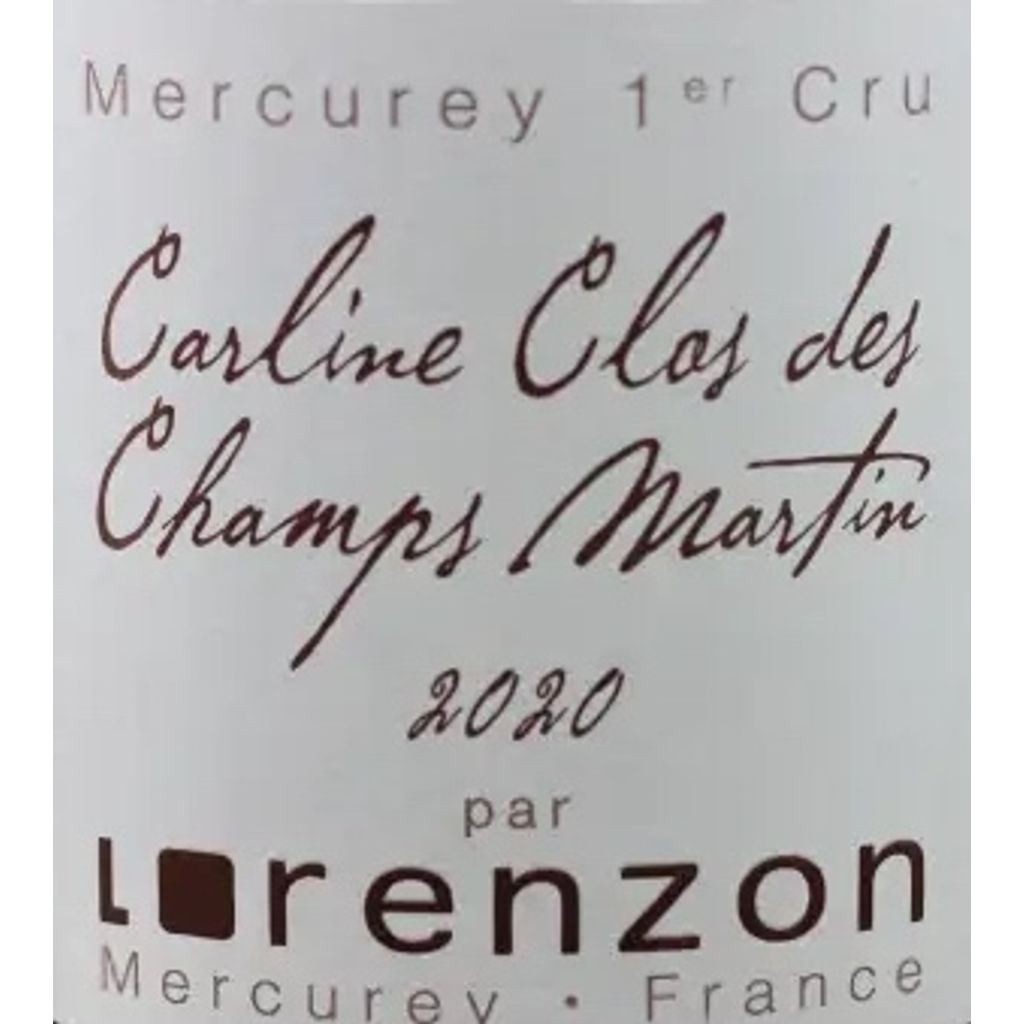 Mercurey 1er Cru
Carline Clos des
Champs Martin
2020
par
Lorenzon
Mercurey • France